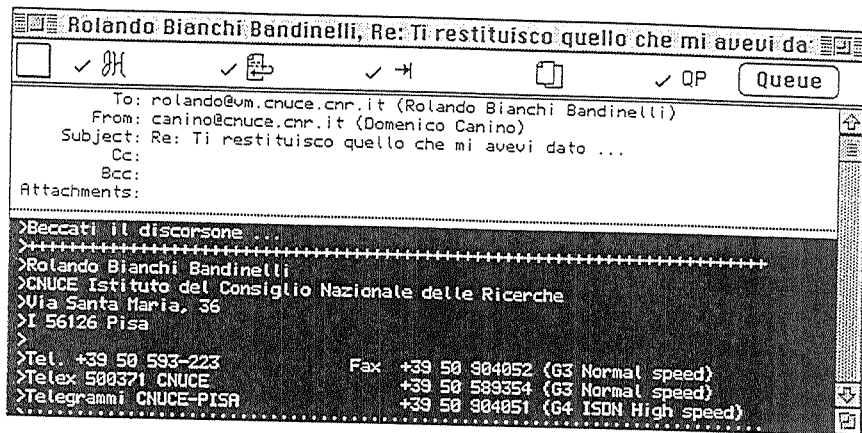 Rolando Bianchi Bandinelli, Re: Ti restituisco quello che mi avevi da:
QP Queue
To: rolando@vm.cnuce.cnr.it (Rolando Bianchi Bandinelli)
From: canino@cnuce.cnr.it (Domenico Canino)
Subject: Re: Ti restituisco quello che mi avevi dato ...
Cc:
Bcc:
Attachments:
>Beccati il discorsone ...
>++++++++++++++++++++++++++++++++++++++++++++++++++++++++++++++++++
>Rolando Bianchi Bandinelli
>CNUCE Istituto del Consiglio Nazionale delle Ricerche
>Via Santa Maria, 36
>I 56126 Pisa
>
>Tel. +39 50 593-223 Fax +39 50 904052 (G3 Normal speed)
>Telex 500371 CNUCE +39 50 589354 (G3 Normal speed)
>Telegrammi CNUCE-PISA +39 50 904051 (G4 ISDN High speed)